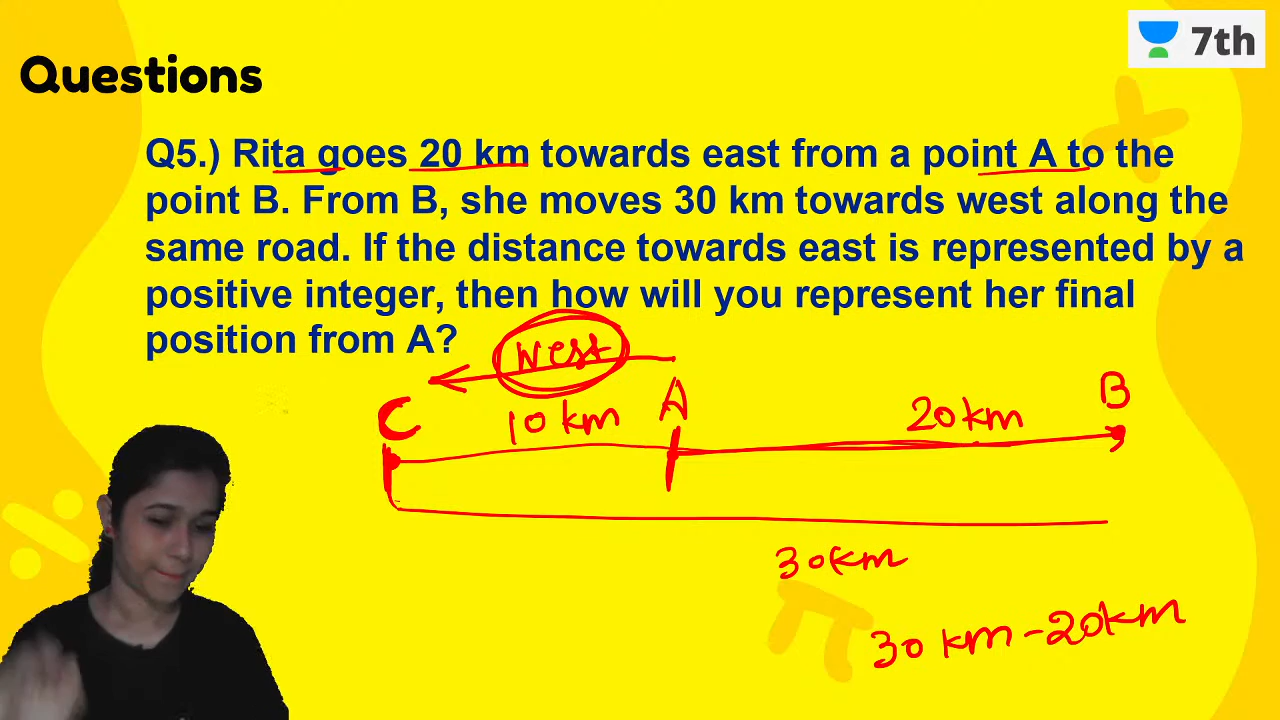 7th
Questions
Q5.) Rita goes 20 km towards east from a point A to the
point B. From B, she moves 30 km towards west along the
same road. If the distance towards east is represented by a
positive integer, then how will you represent her final
position from A?
West
C 10 km A 20km B
30km
30 km - 20km